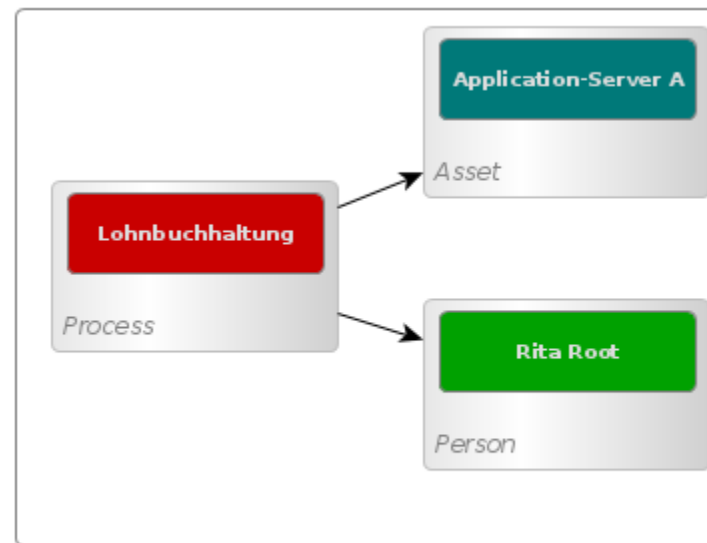 Application-Server A
Asset
Lohnbuchhaltung
Process
Rita Root
Person